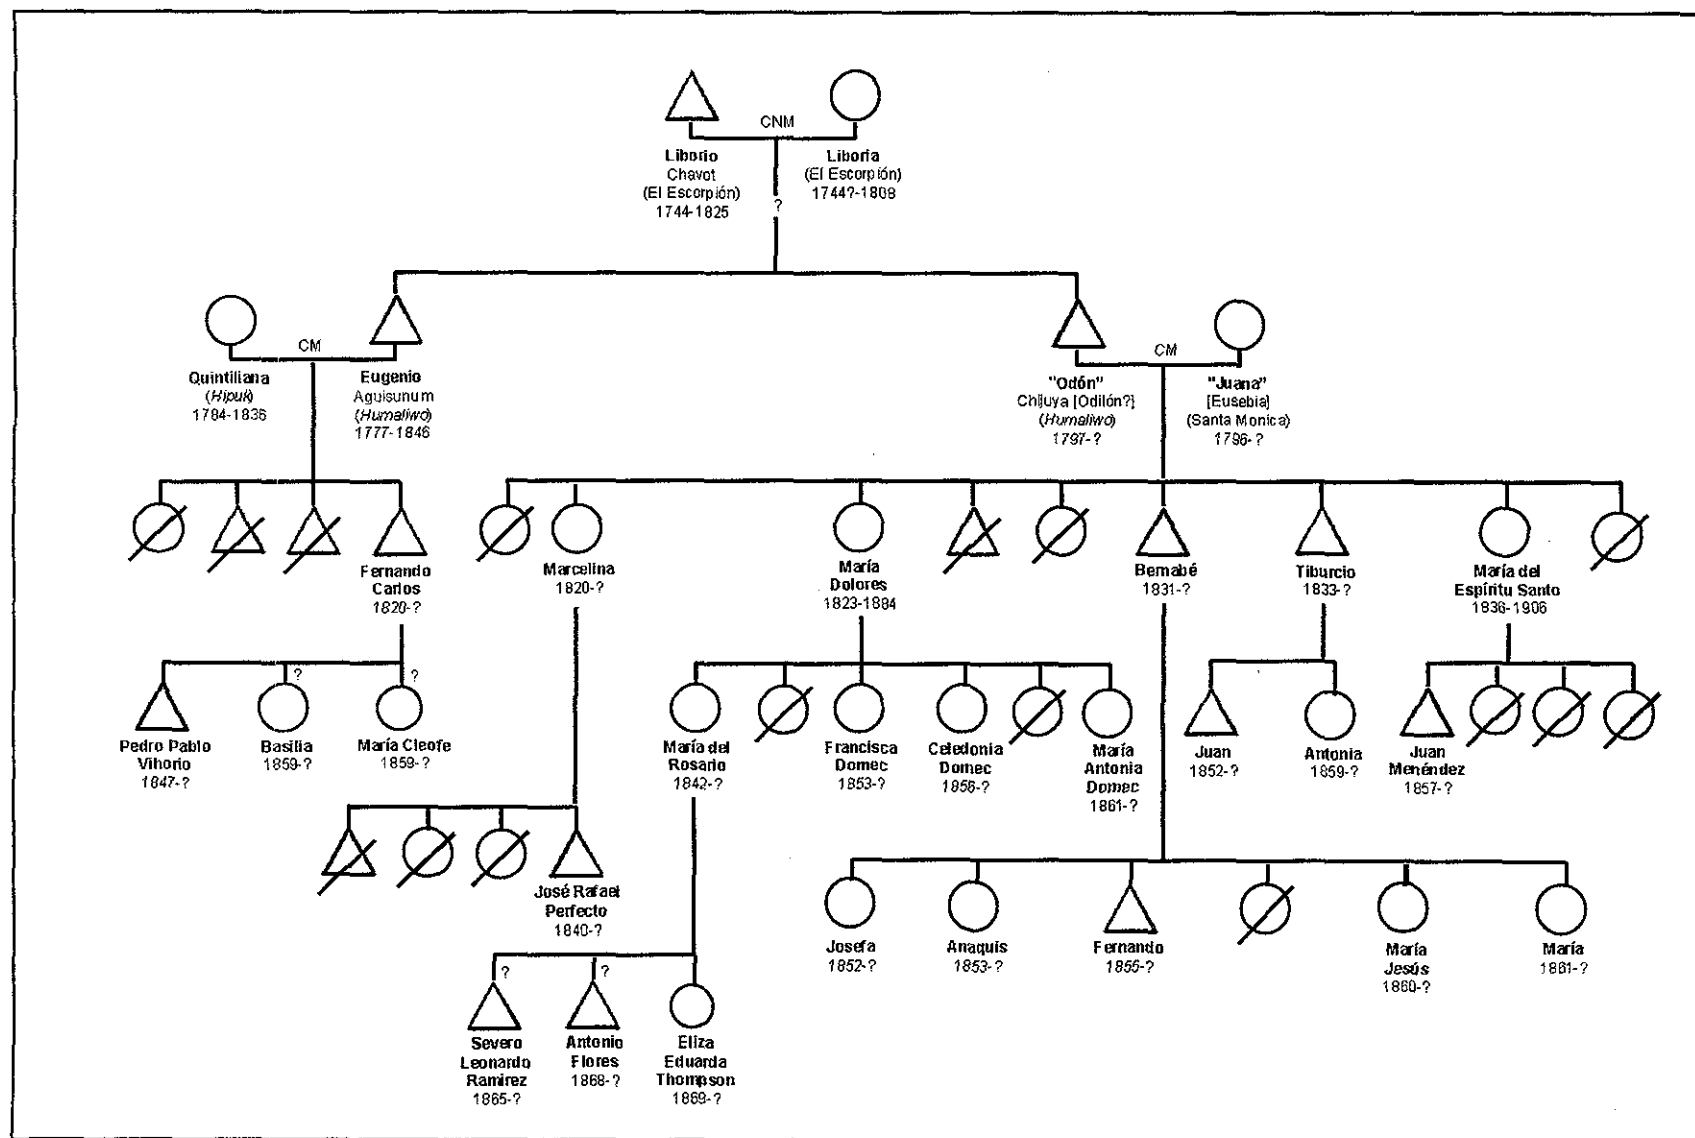 CNM
Liborio
Chavot
(El Escorpión)
1744-1825
Liboria
(El Escorpión)
1744?-1808
?
CM
Quintiliana
(Hipuk)
1784-1836
Eugenio
Aguisunum
(Humaliwo)
1777-1846
CM
"Odón"
Chijuya [Odilón?]
(Humaliwo)
1797-?
"Juana"
[Eusebia]
(Santa Monica)
1796-?
Fernando
Carlos
1820-?
Marcelina
1820-?
María
Dolores
1823-1884
Bernabé
1831-?
Tiburcio
1833-?
María del
Espíritu Santo
1836-1906
?
?
Pedro Pablo
Vihorio
1847-?
Basilia
1859-?
María Cleofe
1859-?
María del
Rosario
1842-?
Francisca
Domec
1853-?
Celedonia
Domec
1856-?
María
Antonia
Domec
1861-?
Juan
1852-?
Antonia
1859-?
Juan
Menéndez
1857-?
José Rafael
Perfecto
1840-?
Josefa
1852-?
Anaquis
1853-?
Fernando
1855-?
María
Jesús
1860-?
María
1861-?
?
?
Severo
Leonardo
Ramirez
1865-?
Antonio
Flores
1868-?
Eliza
Eduarda
Thompson
1869-?